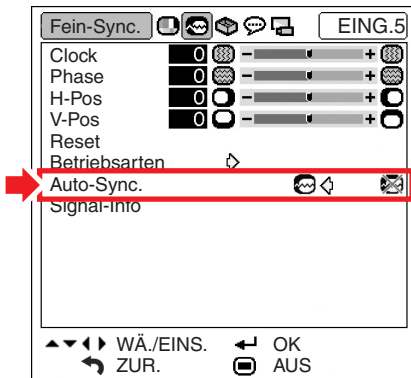 Fein-Sync. EING.5
Clock 0 - +
Phase 0 - +
H-Pos 0 - +
V-Pos 0 - +
Reset
Betriebsarten
Auto-Sync.
Signal-Info
WÄ./EINS. OK
ZUR. AUS